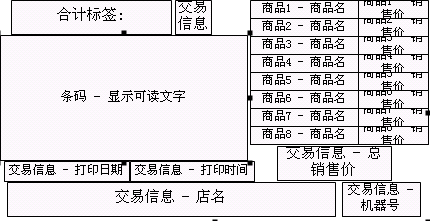 合计标签:
交易
信息
条码 - 显示可读文字
交易信息 - 打印日期
交易信息 - 打印时间
交易信息 - 店名
商品1 - 商品名
商品1 - 销
售价
商品2 - 商品名
售价
商品3 - 商品名
售价
商品4 - 商品名
售价
商品5 - 商品名
售价
商品6 - 商品名
售价
商品7 - 商品名
售价
商品8 - 商品名
售价
交易信息 - 总
销售价
交易信息 -
机器号